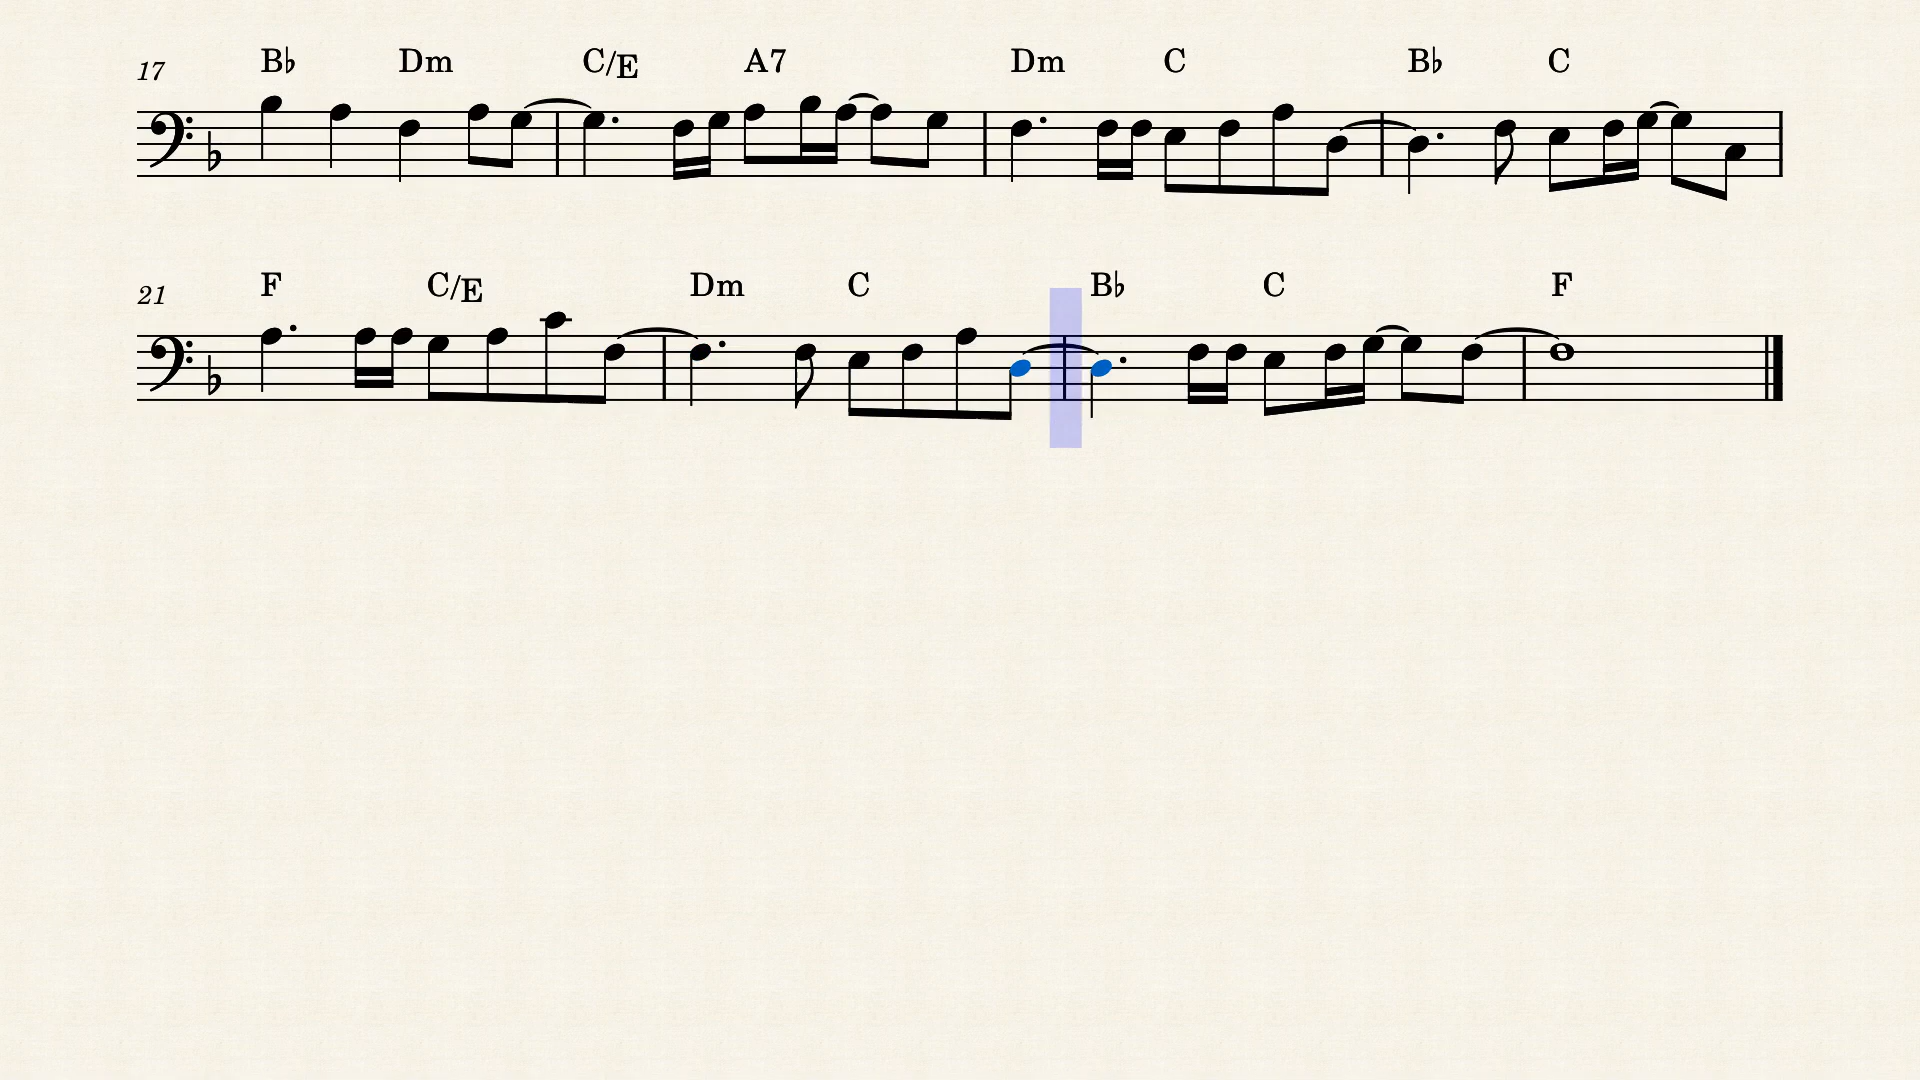 17 B♭ Dm C/E A7 Dm C B♭ C
21 F C/E Dm C B♭ C F